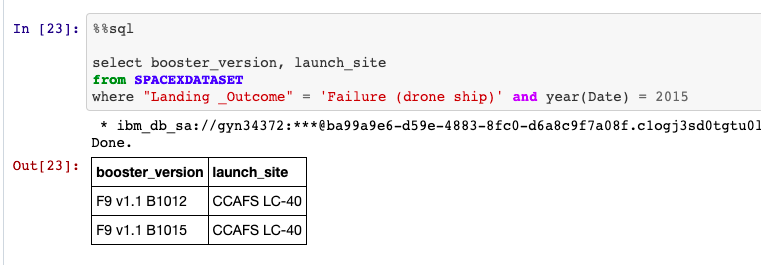 In [23]: %%sql
select booster_version, launch_site
from SPACEXDATASET
where "Landing _Outcome" = 'Failure (drone ship)' and year(Date) = 2015
* ibm_db_sa://gyn34372:***@ba99a9e6-d59e-4883-8fc0-d6a8c9f7a08f.c1ogj3sd0tgtu0l
Done.
Out[23]:
booster_version launch_site
F9 v1.1 B1012 CCAFS LC-40
F9 v1.1 B1015 CCAFS LC-40